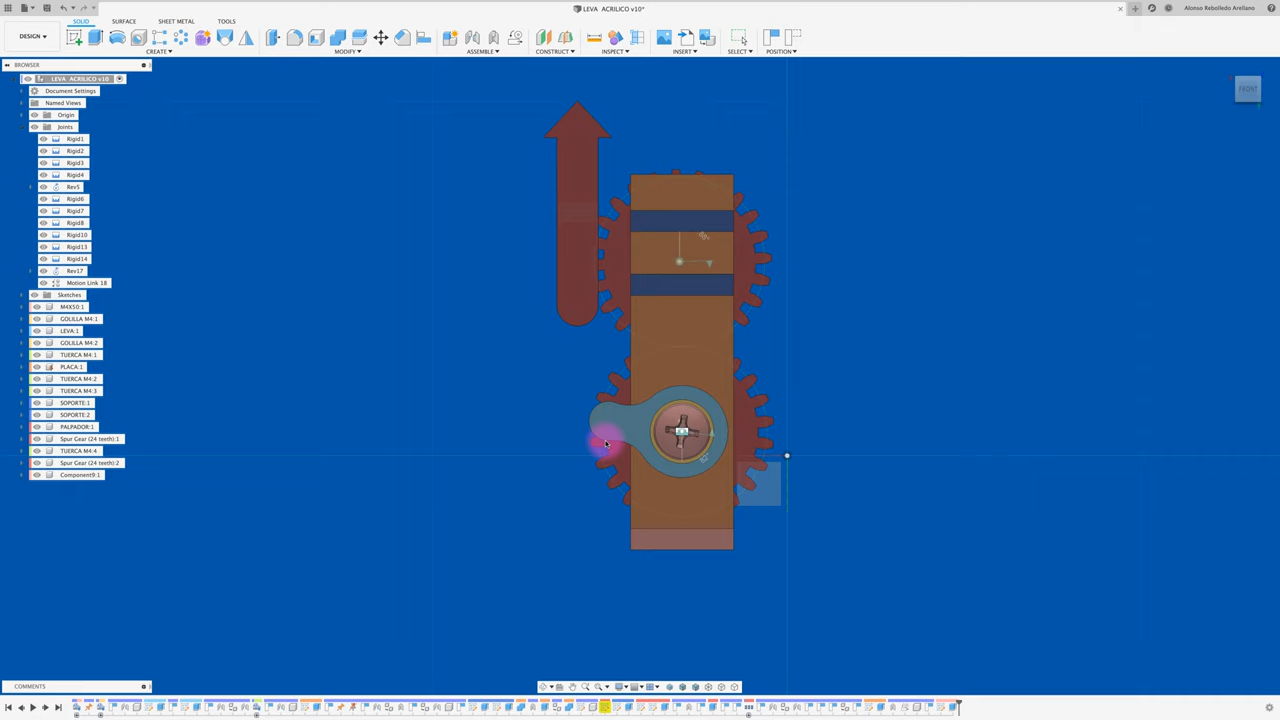 LEVA ACRILICO v10*
Alonso Rebolledo Arellano
SOLID
SURFACE
SHEET METAL
TOOLS
DESIGN
CREATE
MODIFY
ASSEMBLE
CONSTRUCT
INSPECT
INSERT
SELECT
POSITION
BROWSER
LEVA ACRILICO v10
Document Settings
Named Views
Origin
Joints
Rigid1
Rigid2
Rigid3
Rigid4
Rev5
Rigid6
Rigid7
Rigid8
Rigid10
Rigid13
Rigid14
Rev17
Motion Link 18
Sketches
M4X50:1
GOLILLA M4:1
LEVA:1
GOLILLA M4:2
TUERCA M4:1
PLACA:1
TUERCA M4:2
TUERCA M4:3
SOPORTE:1
SOPORTE:2
PALPADOR:1
Spur Gear (24 teeth):1
TUERCA M4:4
Spur Gear (24 teeth):2
Component9:1
FRONT
COMMENTS